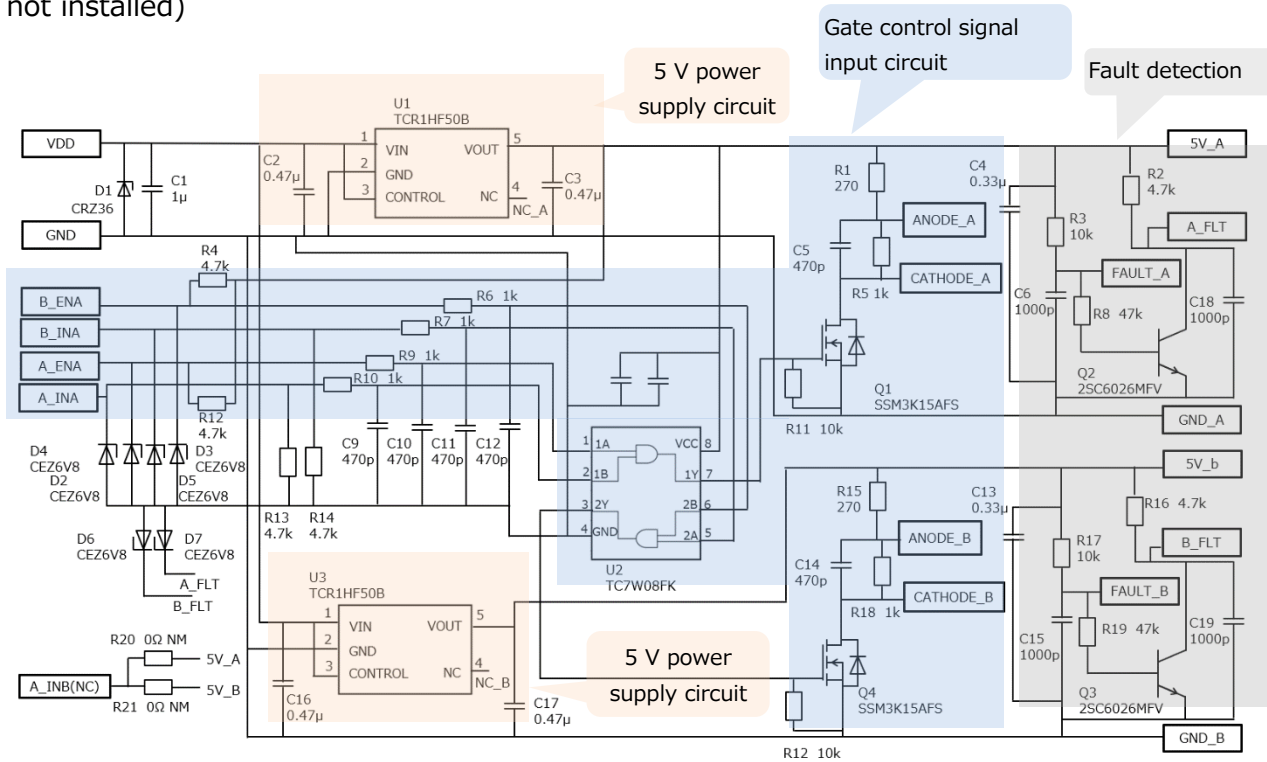 not installed)
Gate control signal
input circuit
5 V power
supply circuit
Fault detection
U1
TCR1HF50B
VDD
1
VIN
VOUT
5
2
GND
3
CONTROL
NC
4
NC_A
C2
0.47μ
C3
0.47μ
D1
CRZ36
C1
1μ
GND
R1
270
C4
0.33μ
R2
4.7k
5V_A
ANODE_A
A_FLT
C5
470p
R3
10k
CATHODE_A
FAULT_A
R5 1k
C6
1000p
R8 47k
C18
1000p
R4
4.7k
B_ENA
R6 1k
B_INA
R7 1k
A_ENA
R9 1k
A_INA
R10 1k
R12
4.7k
Q1
SSM3K15AFS
Q2
2SC6026MFV
R11 10k
GND_A
D4
CEZ6V8
D2
CEZ6V8
D3
CEZ6V8
D5
CEZ6V8
C9
470p
C10
470p
C11
470p
C12
470p
1
1A
VCC
8
2
1B
1Y
7
3
2Y
2B
6
4
GND
2A
5
U2
TC7W08FK
R13
4.7k
R14
4.7k
D6
CEZ6V8
D7
CEZ6V8
A_FLT
B_FLT
5V_b
R15
270
C13
0.33μ
R16 4.7k
ANODE_B
R17
10k
B_FLT
C14
470p
CATHODE_B
FAULT_B
R18 1k
C15
1000p
R19 47k
C19
1000p
U3
TCR1HF50B
1
VIN
VOUT
5
2
GND
3
CONTROL
NC
4
NC_B
C16
0.47μ
C17
0.47μ
5 V power
supply circuit
R20 0Ω NM
5V_A
A_INB(NC)
5V_B
R21 0Ω NM
Q4
SSM3K15AFS
Q3
2SC6026MFV
R12 10k
GND_B